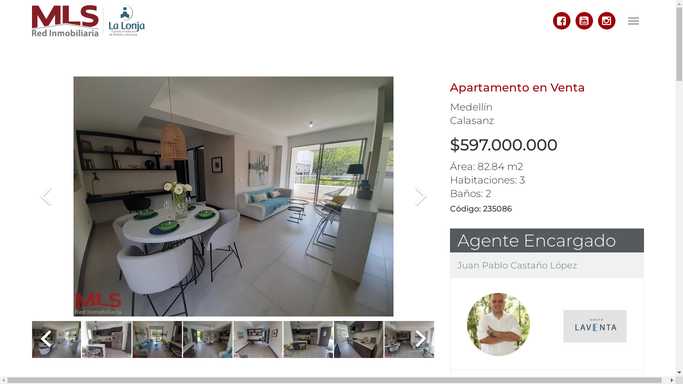 MLS
Red Inmobiliaria
La Lonja
Apartamento en Venta
Medellín
Calasanz
$597.000.000
Área: 82.84 m2
Habitaciones: 3
Baños: 2
Código: 235086
Agente Encargado
Juan Pablo Castaño López
MLS
Red Inmobiliaria
GRUPO
LAVENTA